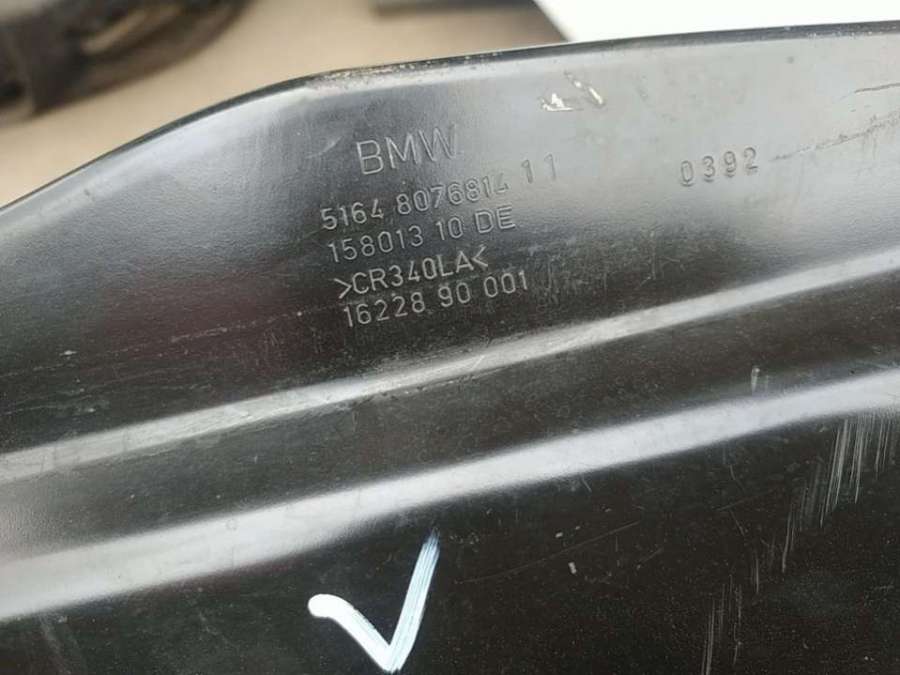 BMW
5164 8076814 11
0392
158013 10 DE
>CR340LA<
16228 90 001